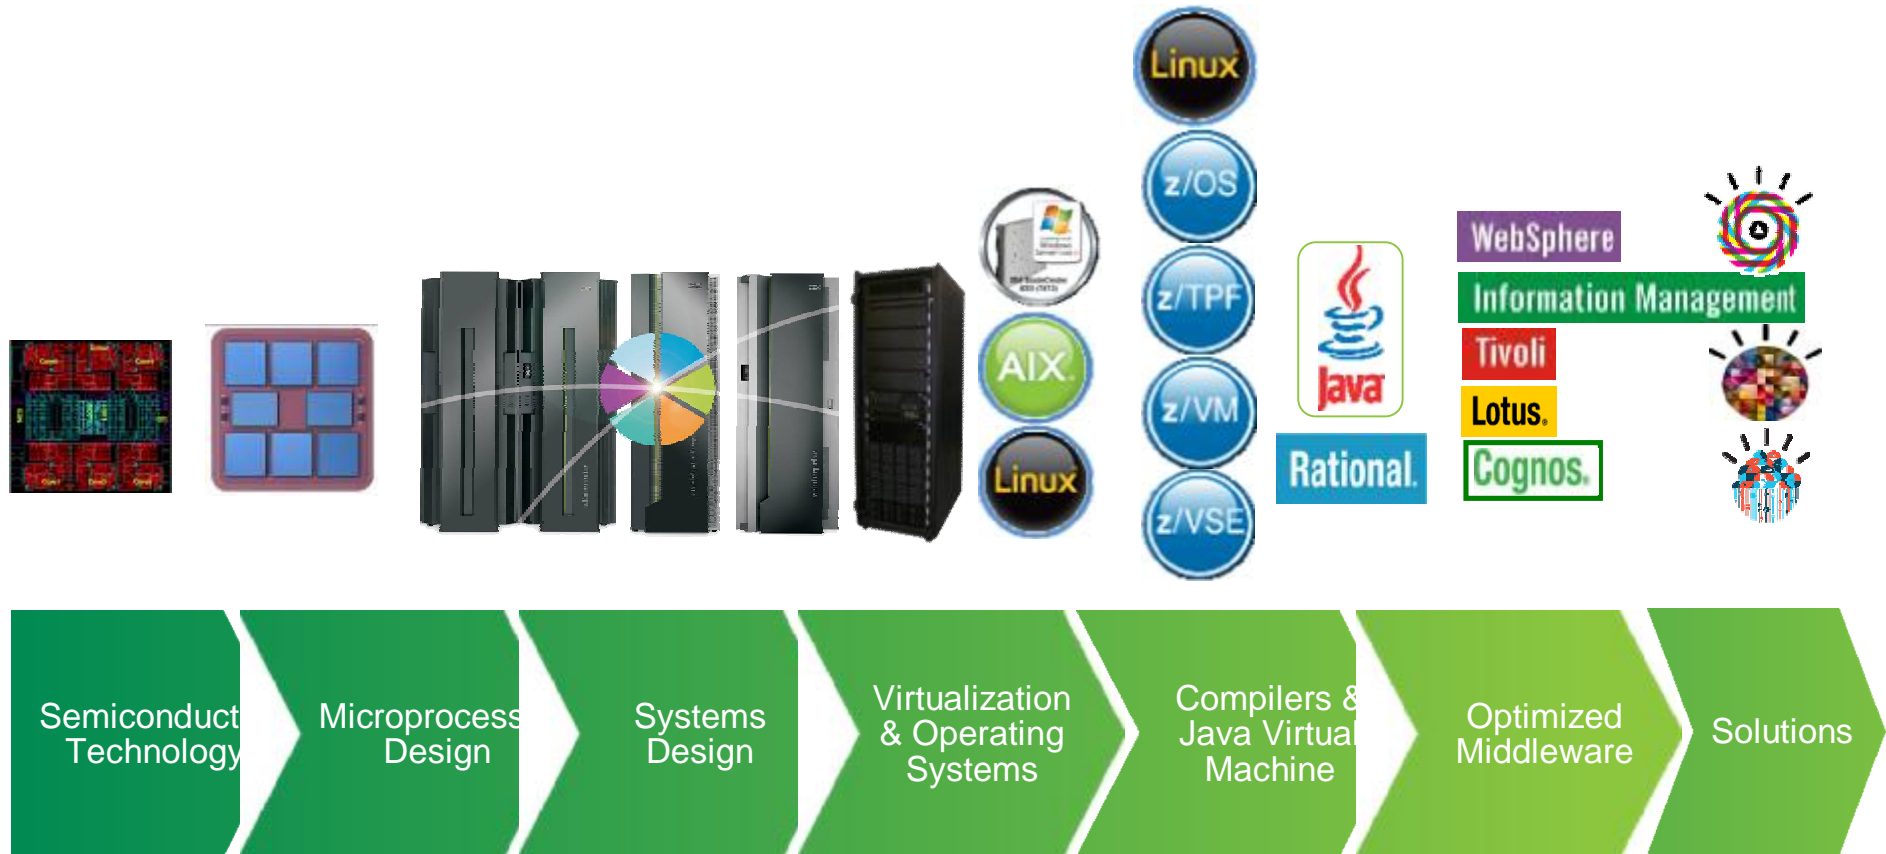 Linux
z/OS
z/TPF
z/VM
z/VSE
Windows
AIX
Linux
Java
Rational.
WebSphere
Information Management
Tivoli
Lotus.
Cognos.
Semiconduct
Technology
Microprocess
Design
Systems
Design
Virtualization
& Operating
Systems
Compilers &
Java Virtual
Machine
Optimized
Middleware
Solutions